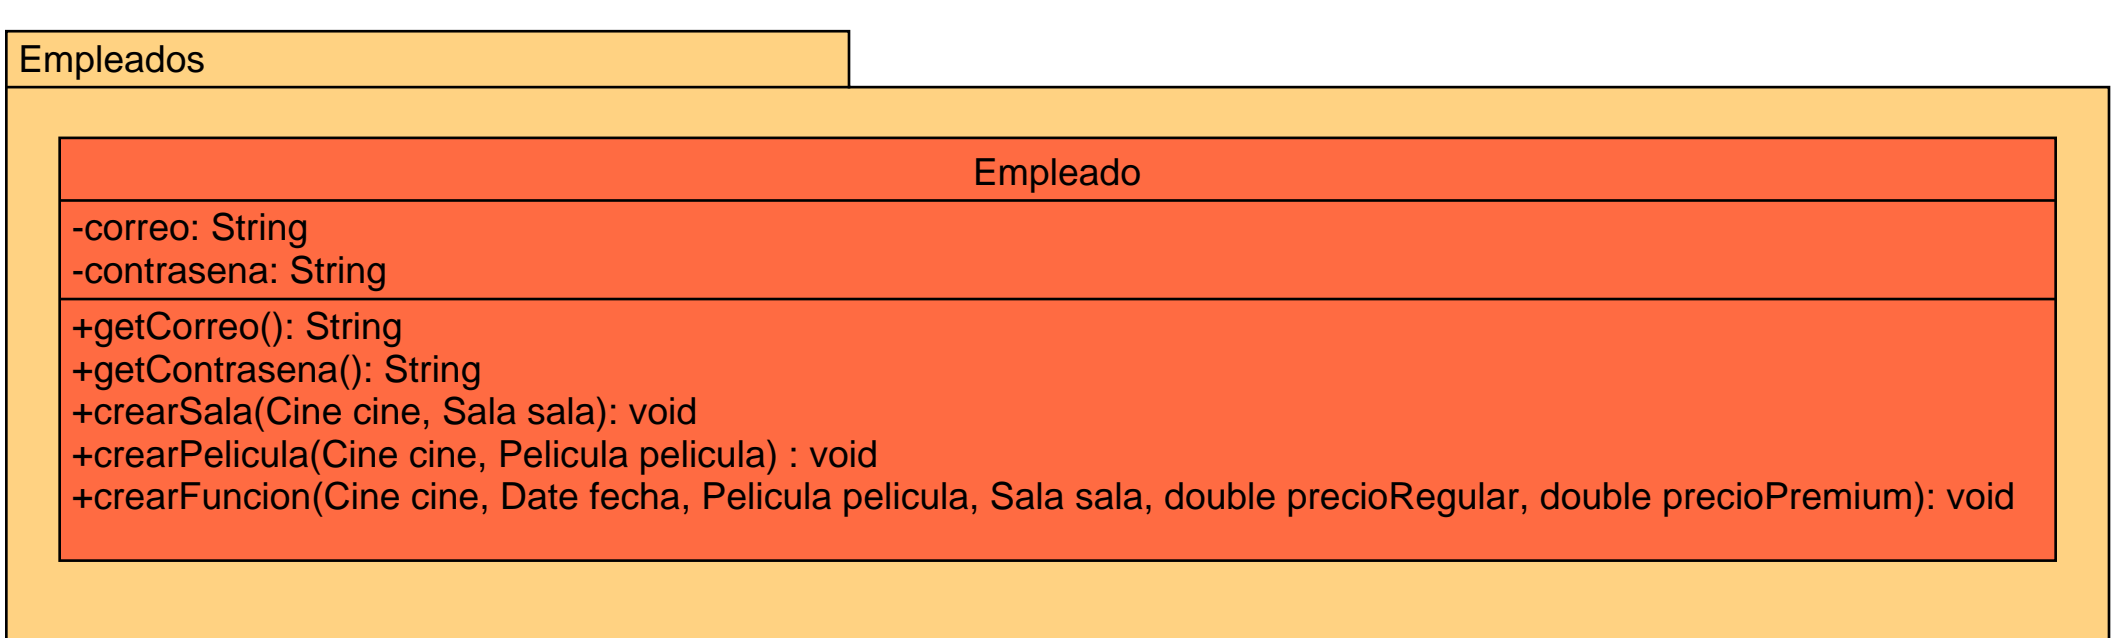 Empleados
Empleado
-correo: String
-contrasena: String
+getCorreo(): String
+getContrasena(): String
+crearSala(Cine cine, Sala sala): void
+crearPelicula(Cine cine, Pelicula pelicula) : void
+crearFuncion(Cine cine, Date fecha, Pelicula pelicula, Sala sala, double precioRegular, double precioPremium): void